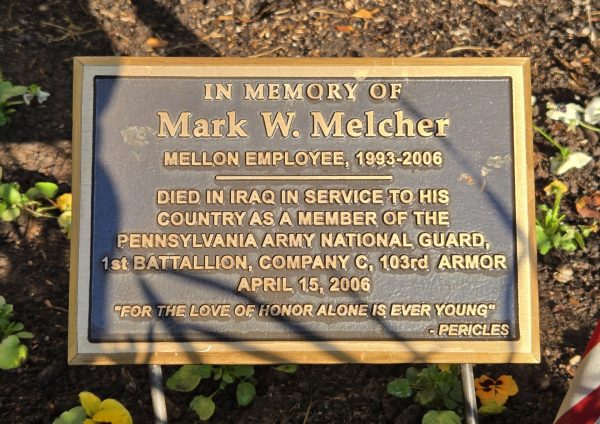 IN MEMORY OF
Mark W. Melcher
MELLON EMPLOYEE, 1993-2006
DIED IN IRAQ IN SERVICE TO HIS
COUNTRY AS A MEMBER OF THE
PENNSYLVANIA ARMY NATIONAL GUARD,
1st BATTALLION, COMPANY C, 103rd ARMOR
APRIL 15, 2006
"FOR THE LOVE OF HONOR ALONE IS EVER YOUNG"
- PERICLES